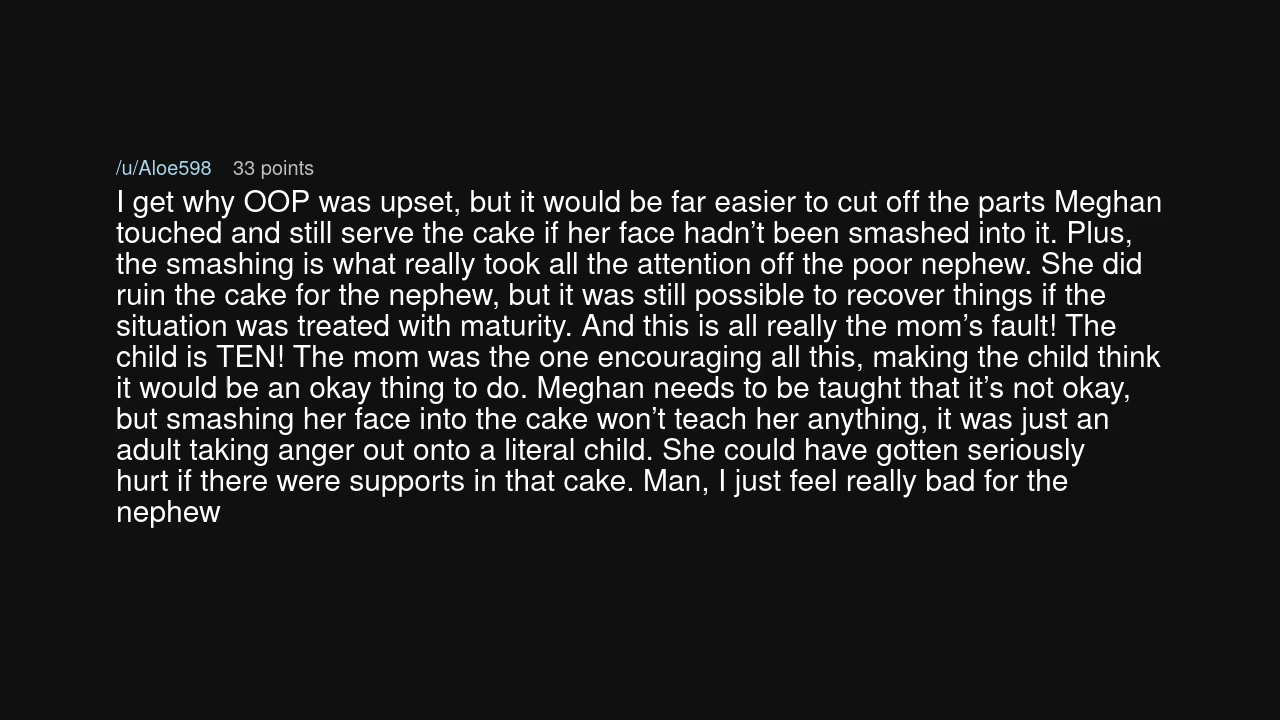 /u/Aloe598 33 points
I get why OOP was upset, but it would be far easier to cut off the parts Meghan
touched and still serve the cake if her face hadn’t been smashed into it. Plus,
the smashing is what really took all the attention off the poor nephew. She did
ruin the cake for the nephew, but it was still possible to recover things if the
situation was treated with maturity. And this is all really the mom’s fault! The
child is TEN! The mom was the one encouraging all this, making the child think
it would be an okay thing to do. Meghan needs to be taught that it’s not okay,
but smashing her face into the cake won’t teach her anything, it was just an
adult taking anger out onto a literal child. She could have gotten seriously
hurt if there were supports in that cake. Man, I just feel really bad for the
nephew